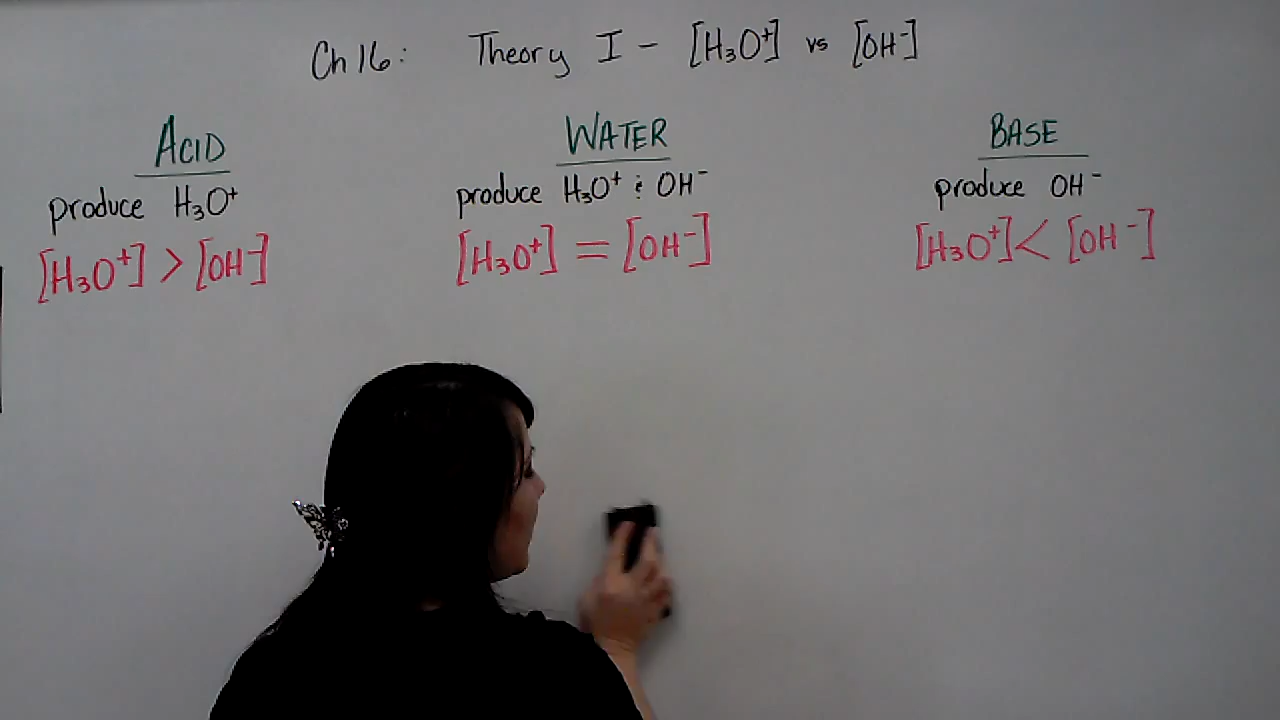 Ch 16: Theory I - [H₃O⁺] vs [OH⁻]
ACID
produce H₃O⁺
[H₃O⁺] > [OH⁻]
WATER
produce H₃O⁺ & OH⁻
[H₃O⁺] = [OH⁻]
BASE
produce OH⁻
[H₃O⁺] < [OH⁻]